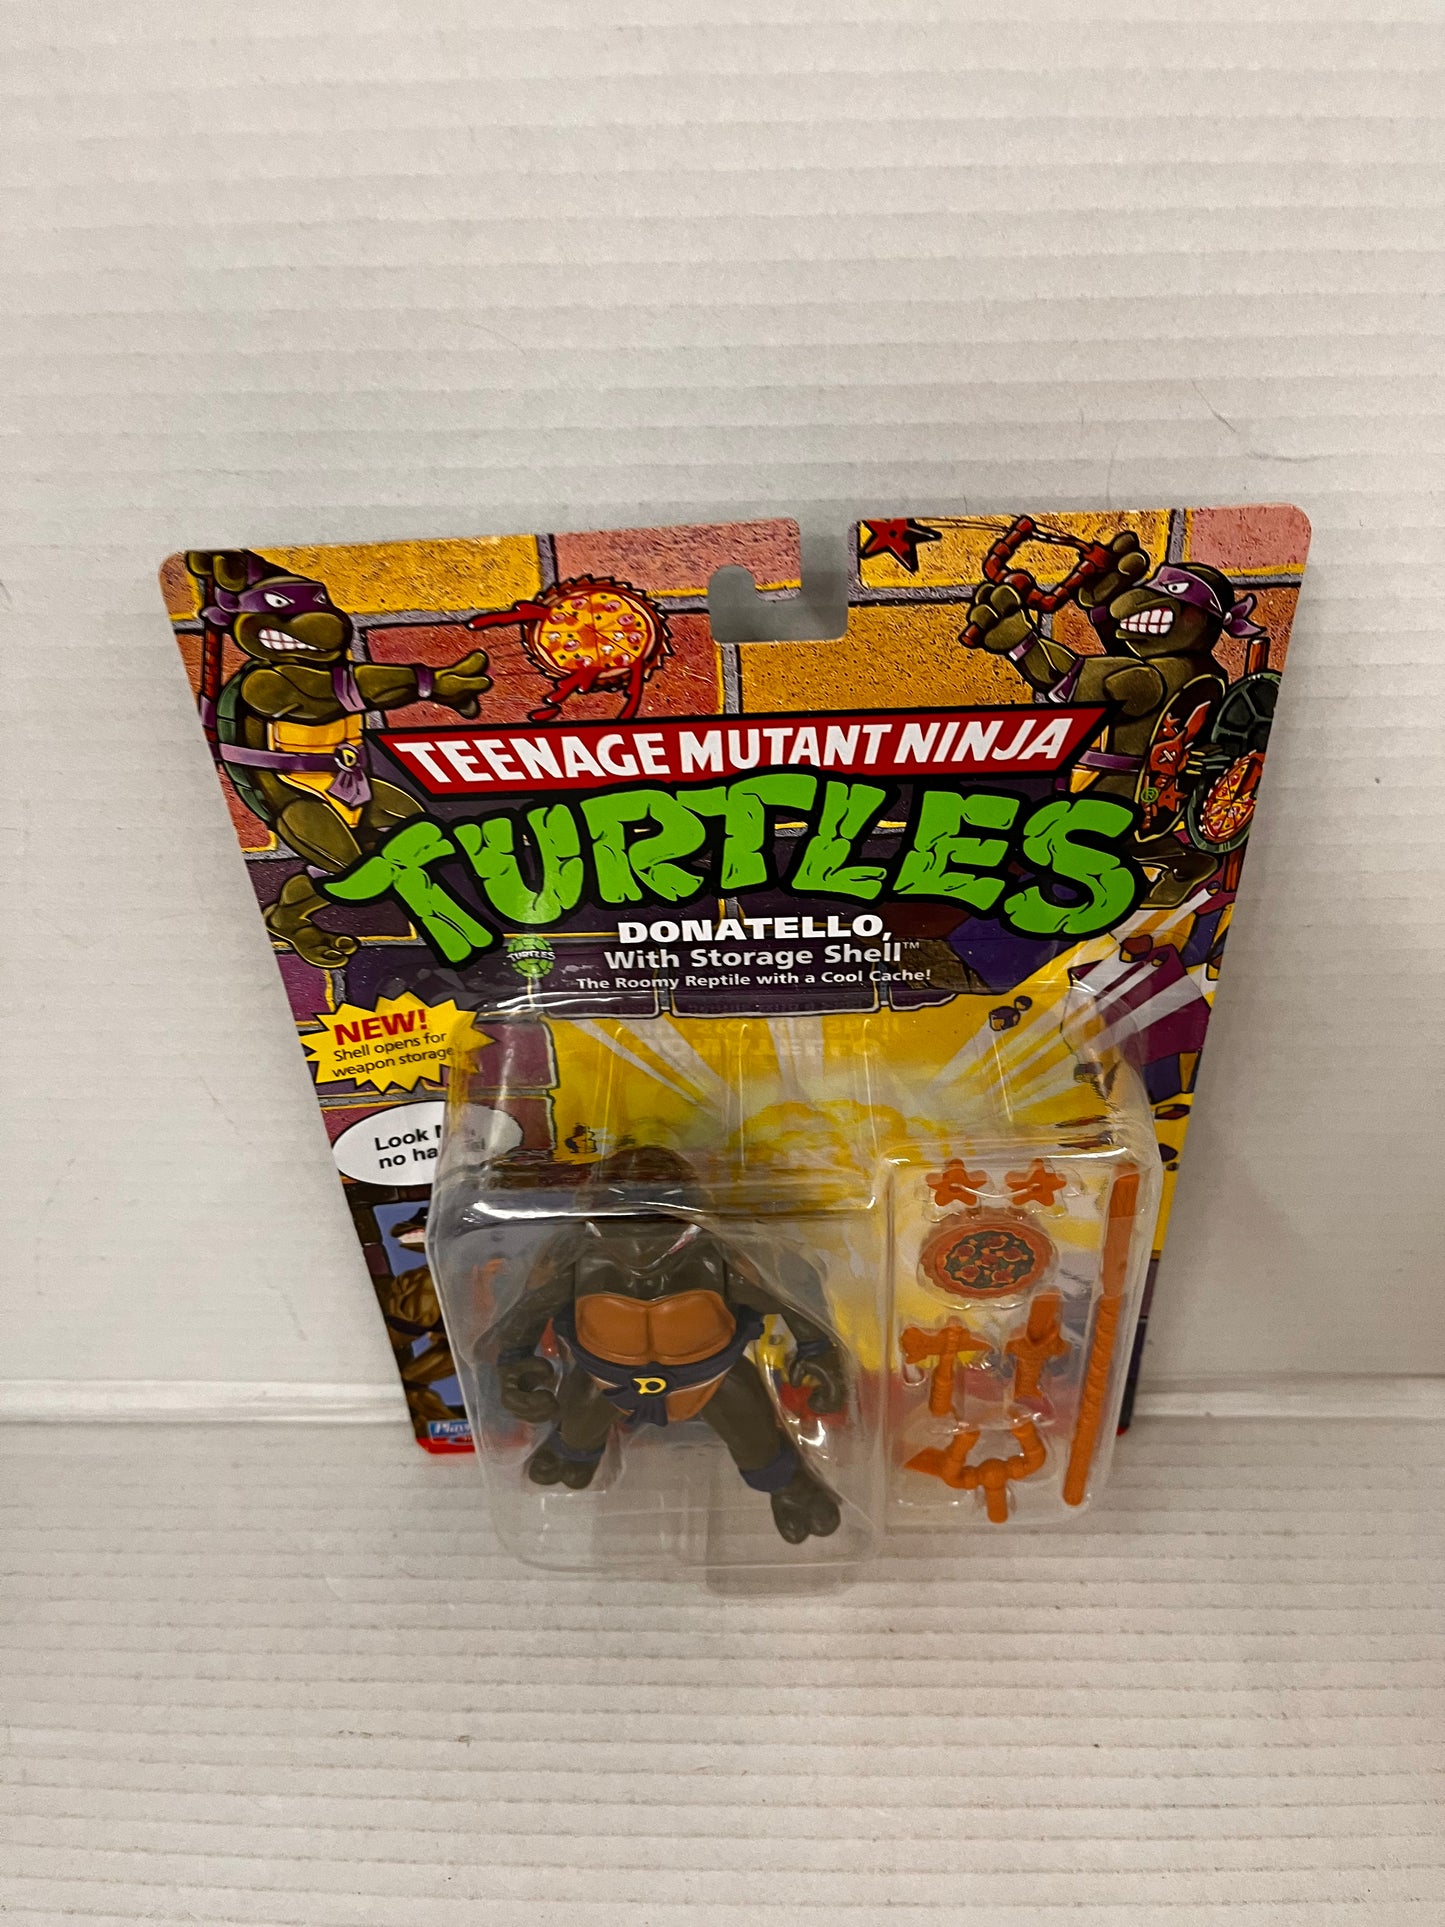 TEENAGE MUTANT NINJA
TURTLES®
DONATELLO,
With Storage Shell™
The Roomy Reptile with a Cool Cache!
TURTLES
NEW!
Shell opens for
weapon storage
Look
no
D